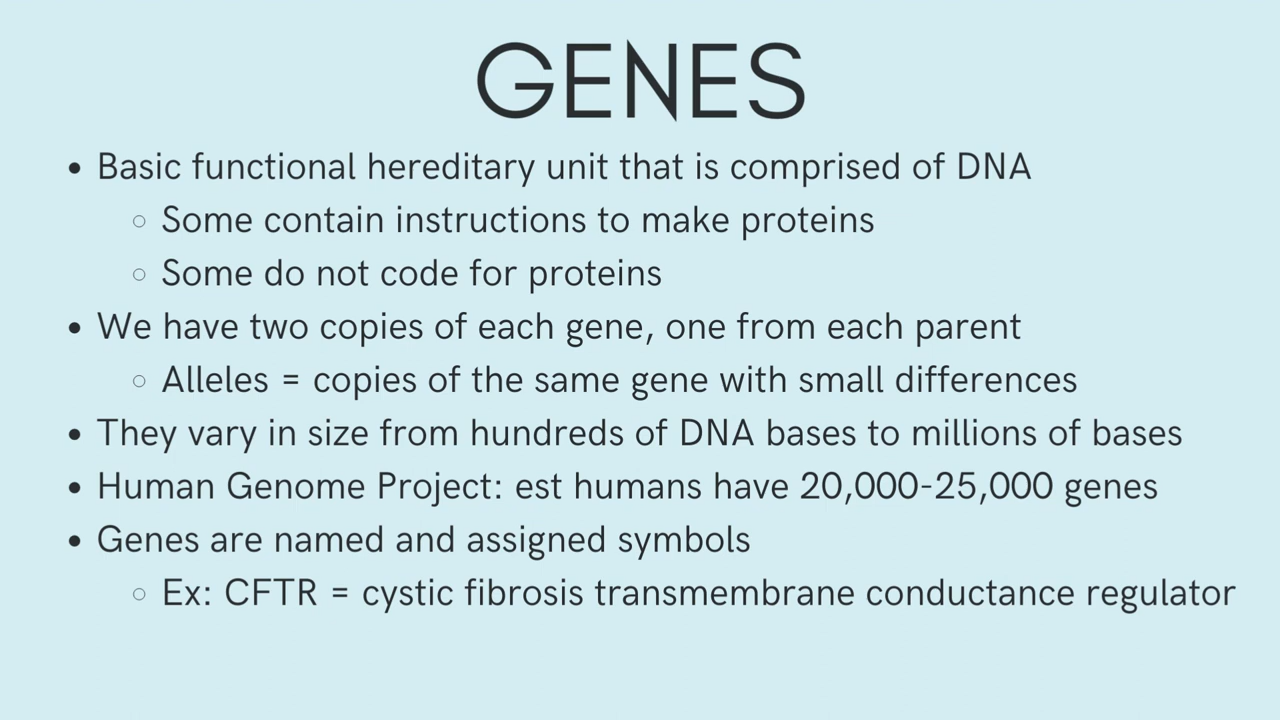 GENES
• Basic functional hereditary unit that is comprised of DNA
○ Some contain instructions to make proteins
○ Some do not code for proteins
• We have two copies of each gene, one from each parent
○ Alleles = copies of the same gene with small differences
• They vary in size from hundreds of DNA bases to millions of bases
• Human Genome Project: est humans have 20,000-25,000 genes
• Genes are named and assigned symbols
○ Ex: CFTR = cystic fibrosis transmembrane conductance regulator